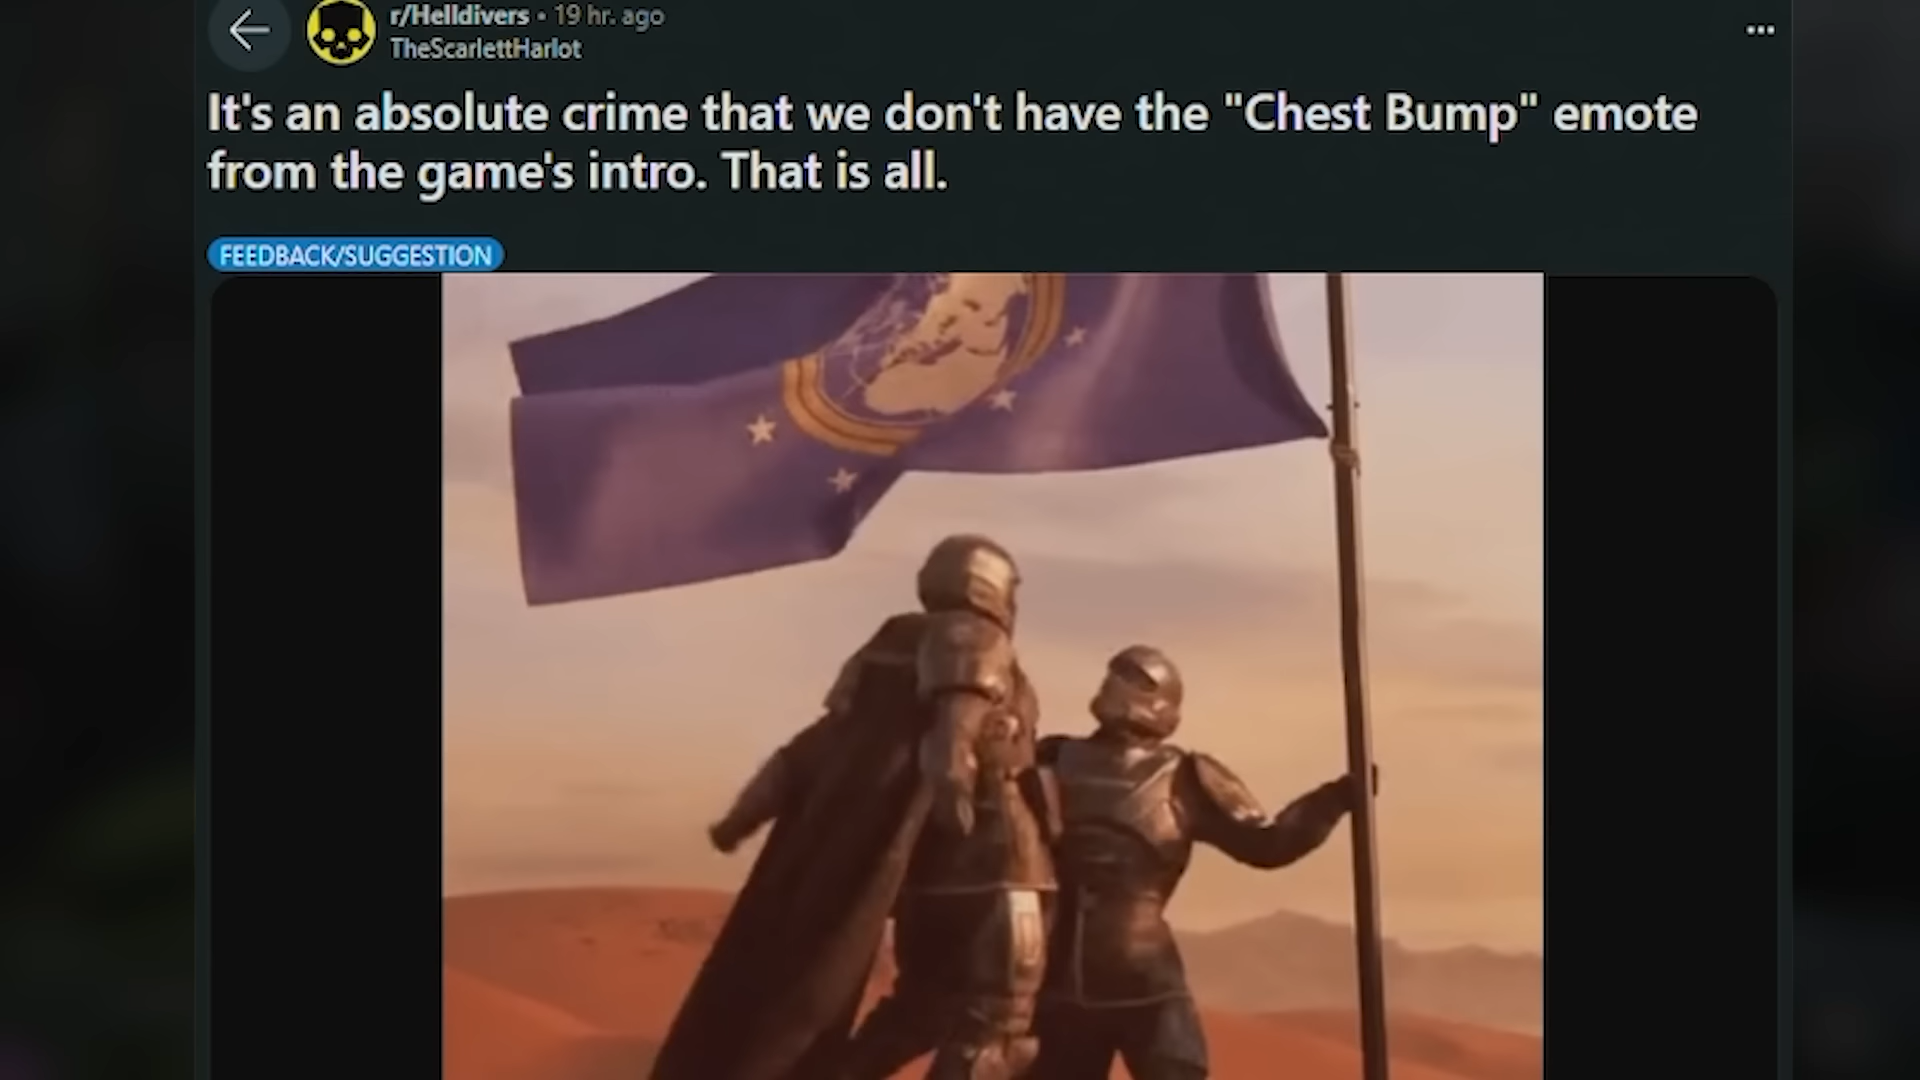 r/Helldivers • 19 hr. ago
TheScarlettHarlot
It's an absolute crime that we don't have the "Chest Bump" emote
from the game's intro. That is all.
FEEDBACK/SUGGESTION